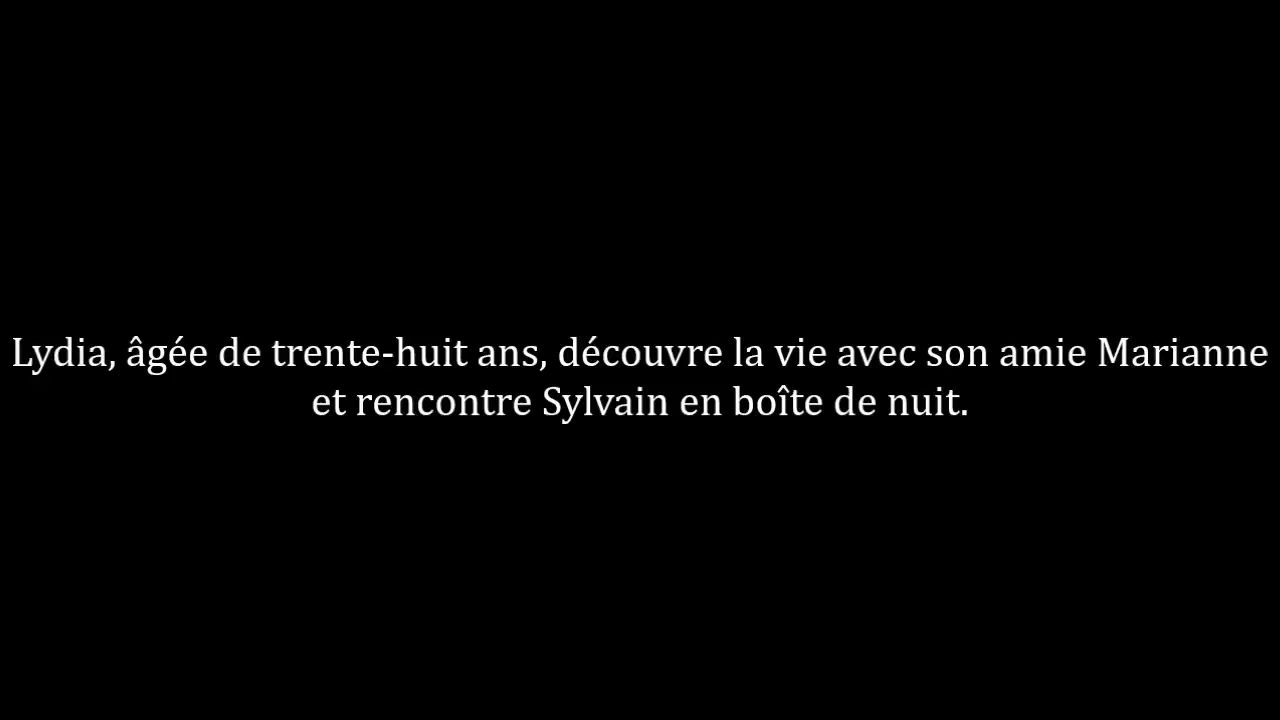 Lydia, âgée de trente-huit ans, découvre la vie avec son amie Marianne
et rencontre Sylvain en boîte de nuit.